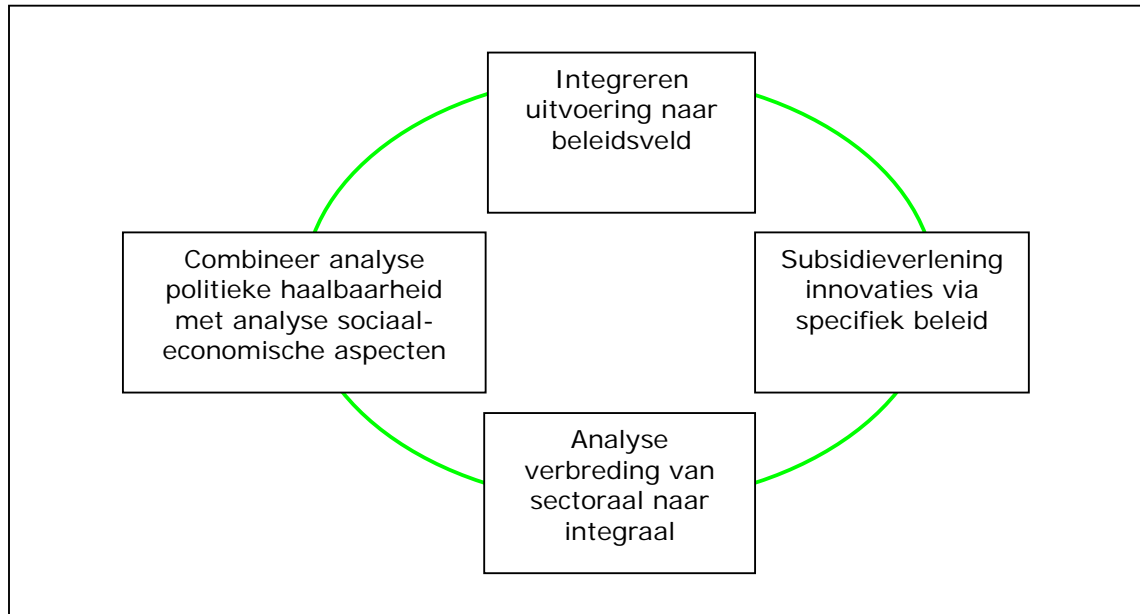 Integreren
uitvoering naar
beleidsveld
Combineer analyse
politieke haalbaarheid
met analyse sociaal-
economische aspecten
Subsidieverlening
innovaties via
specifiek beleid
Analyse
verbreding van
sectoraal naar
integraal